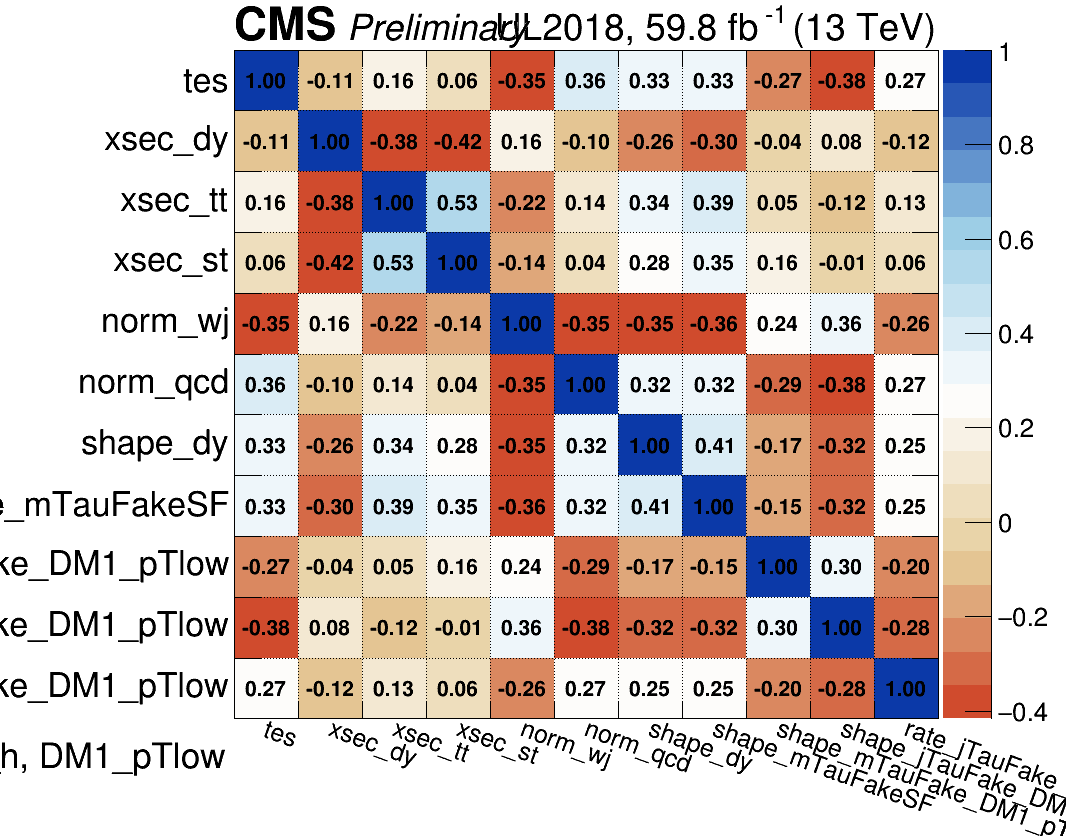 CMS Preliminary UL2018, 59.8 fb -1 (13 TeV)
tes 1.00 -0.11 0.16 0.06 -0.35 0.36 0.33 0.33 -0.27 -0.38 0.27
xsec_dy -0.11 1.00 -0.38 -0.42 0.16 -0.10 -0.26 -0.30 -0.04 0.08 -0.12
xsec_tt 0.16 -0.38 1.00 0.53 -0.22 0.14 0.34 0.39 0.05 -0.12 0.13
xsec_st 0.06 -0.42 0.53 1.00 -0.14 0.04 0.28 0.35 0.16 -0.01 0.06
norm_wj -0.35 0.16 -0.22 -0.14 1.00 -0.35 -0.35 -0.36 0.24 0.36 -0.26
norm_qcd 0.36 -0.10 0.14 0.04 -0.35 1.00 0.32 0.32 -0.29 -0.38 0.27
shape_dy 0.33 -0.26 0.34 0.28 -0.35 0.32 1.00 0.41 -0.17 -0.32 0.25
e_mTauFakeSF 0.33 -0.30 0.39 0.35 -0.36 0.32 0.41 1.00 -0.15 -0.32 0.25
ke_DM1_pTlow -0.27 -0.04 0.05 0.16 0.24 -0.29 -0.17 -0.15 1.00 0.30 -0.20
ke_DM1_pTlow -0.38 0.08 -0.12 -0.01 0.36 -0.38 -0.32 -0.32 0.30 1.00 -0.28
ke_DM1_pTlow 0.27 -0.12 0.13 0.06 -0.26 0.27 0.25 0.25 -0.20 -0.28 1.00
1
0.8
0.6
0.4
0.2
0
−0.2
−0.4
tes
xsec_dy
xsec_tt
xsec_st
norm_wj
norm_qcd
shape_dy
shape_mTauFakeSF
shape_mTauFake_DM1_pT
shape_jTauFake_DM
rate_jTauFake_
_h, DM1_pTlow